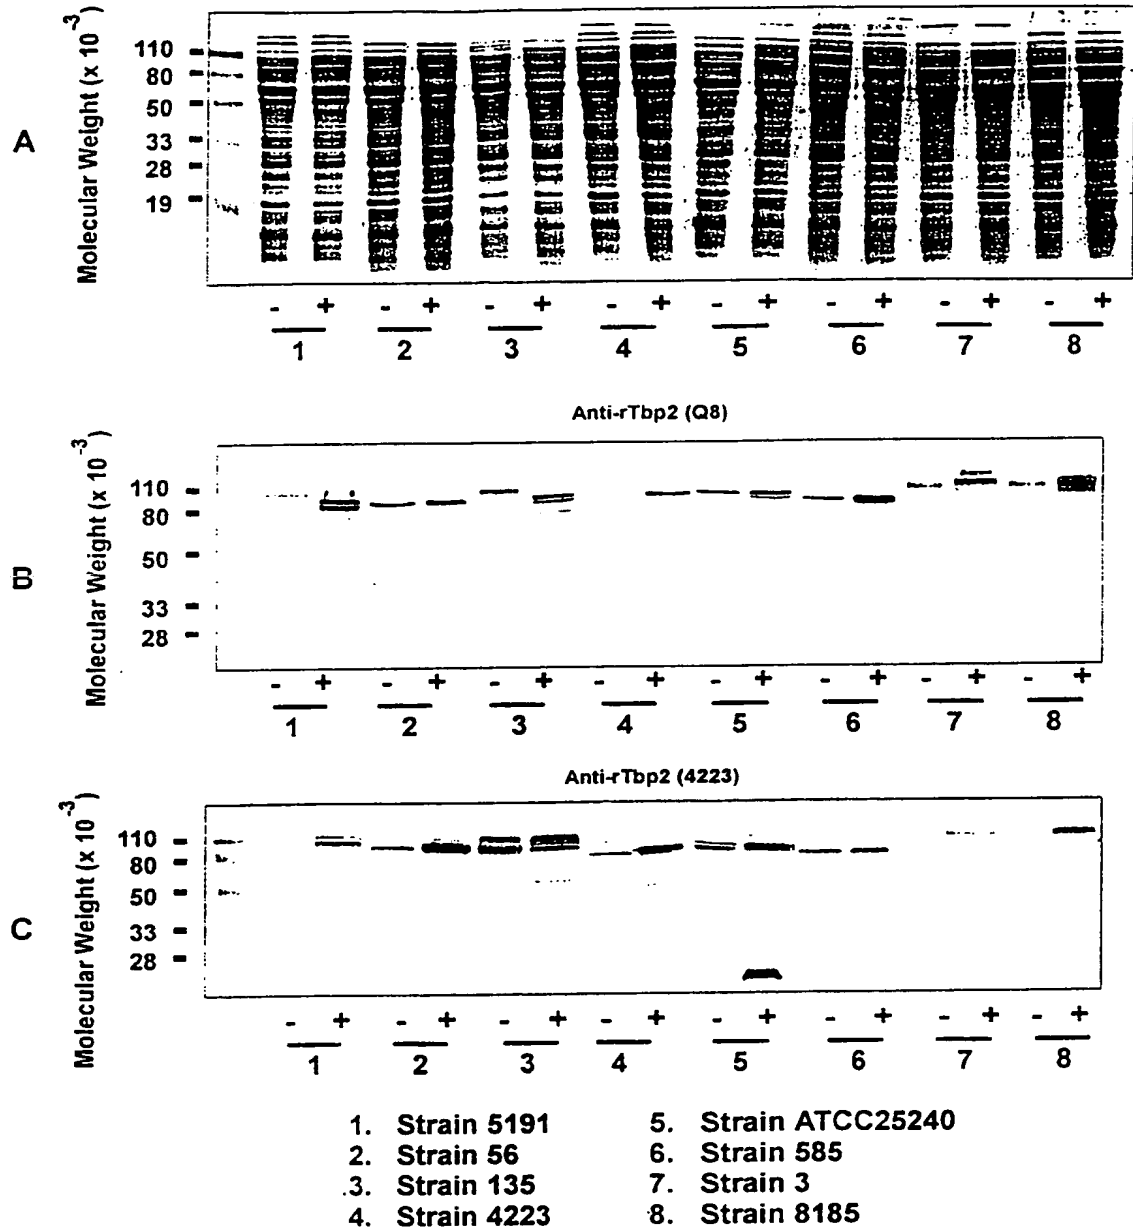 A
Molecular Weight (x 10⁻³)
110
80
50
33
28
19
- + - + - + - + - + - + - + - +
1 2 3 4 5 6 7 8
Anti-rTbp2 (Q8)
B
Molecular Weight (x 10⁻³)
110
80
50
33
28
- + - + - + - + - + - + - + - +
1 2 3 4 5 6 7 8
Anti-rTbp2 (4223)
C
Molecular Weight (x 10⁻³)
110
80
50
33
28
- + - + - + - + - + - + - + - +
1 2 3 4 5 6 7 8
1. Strain 5191
2. Strain 56
3. Strain 135
4. Strain 4223
5. Strain ATCC25240
6. Strain 585
7. Strain 3
8. Strain 8185